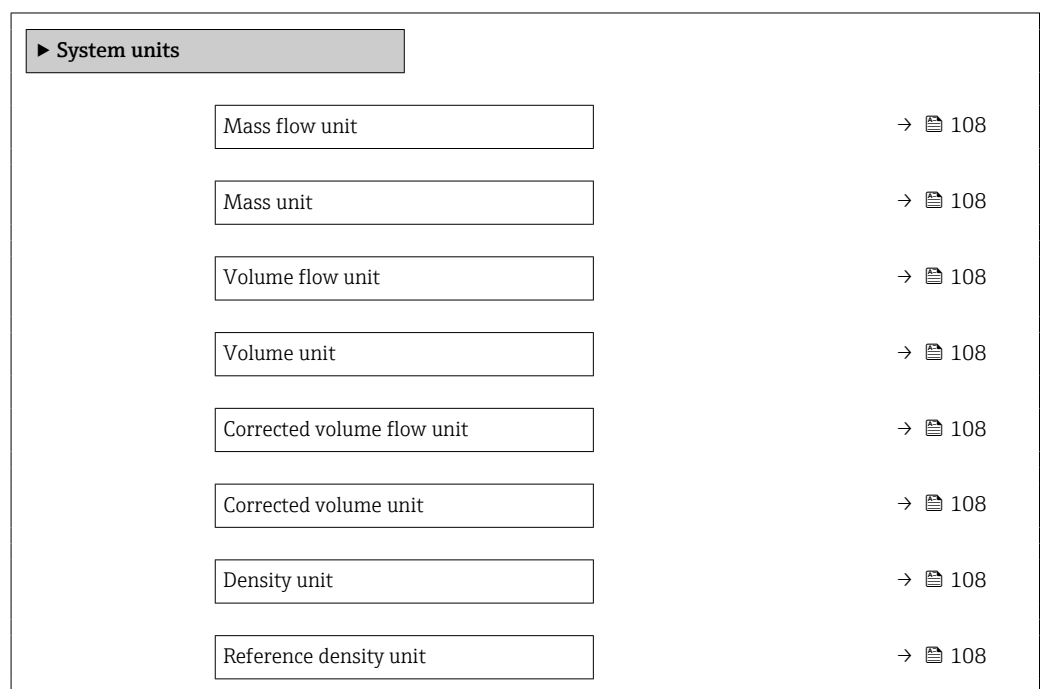 ▶ System units
Mass flow unit → 🖹 108
Mass unit → 🖹 108
Volume flow unit → 🖹 108
Volume unit → 🖹 108
Corrected volume flow unit → 🖹 108
Corrected volume unit → 🖹 108
Density unit → 🖹 108
Reference density unit → 🖹 108